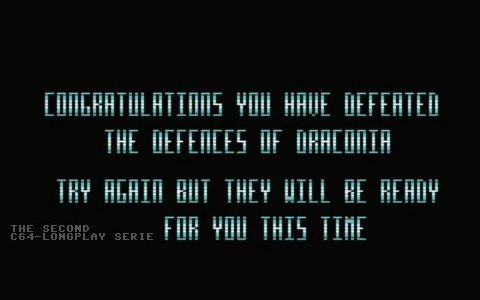 CONGRATULATIONS YOU HAVE DEFEATED
THE DEFENCES OF DRACONIA
TRY AGAIN BUT THEY WILL BE READY
FOR YOU THIS TIME
THE SECOND
C64-LONGPLAY SERIE